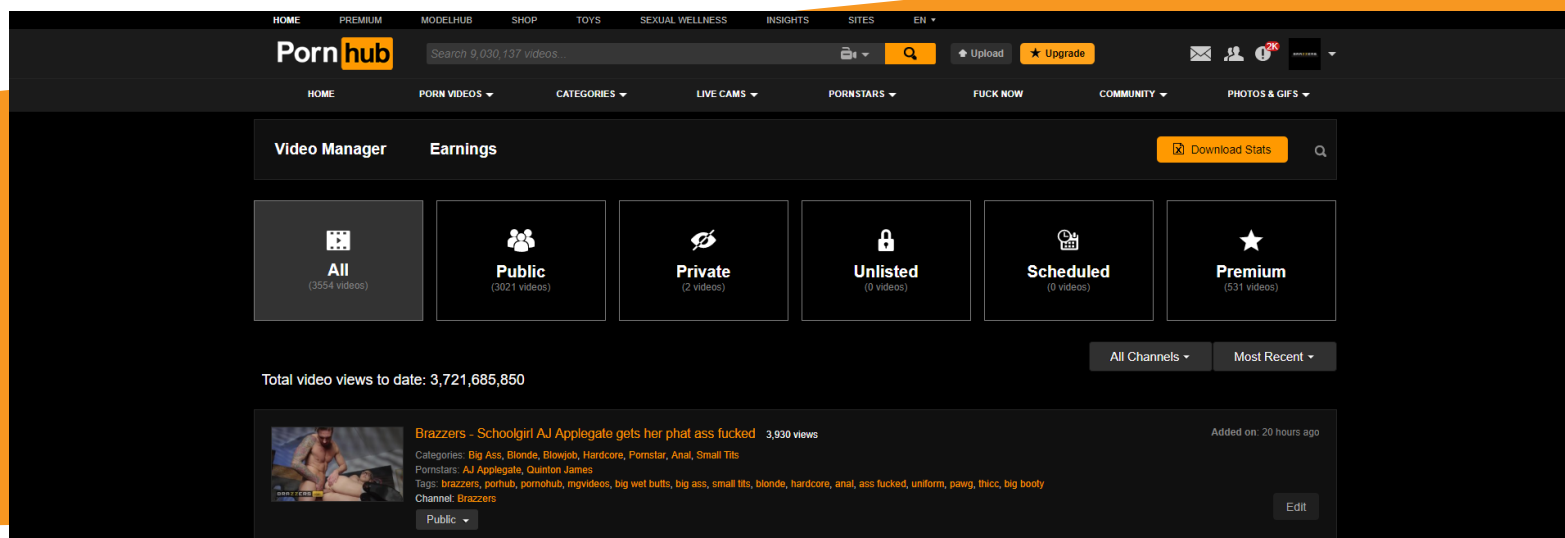 HOME PREMIUM MODELHUB SHOP TOYS SEXUAL WELLNESS INSIGHTS SITES EN
Pornhub Search 9,030,137 videos... Upload Upgrade 2K
HOME PORN VIDEOS CATEGORIES LIVE CAMS PORNSTARS FUCK NOW COMMUNITY PHOTOS & GIFS
Video Manager Earnings Download Stats
All Public Private Unlisted Scheduled Premium
(3554 videos) (3021 videos) (2 videos) (0 videos) (0 videos) (531 videos)
All Channels Most Recent
Total video views to date: 3,721,685,850
Brazzers - Schoolgirl AJ Applegate gets her phat ass fucked 3,930 views Added on: 20 hours ago
Categories: Big Ass, Blonde, Blowjob, Hardcore, Pornstar, Anal, Small Tits
Pornstars: AJ Applegate, Quinton James
Tags: brazzers, porhub, pornohub, mgvideos, big wet butts, big ass, small tits, blonde, hardcore, anal, ass fucked, uniform, pawg, thicc, big booty
BRAZZERS
Channel: Brazzers
Edit
Public